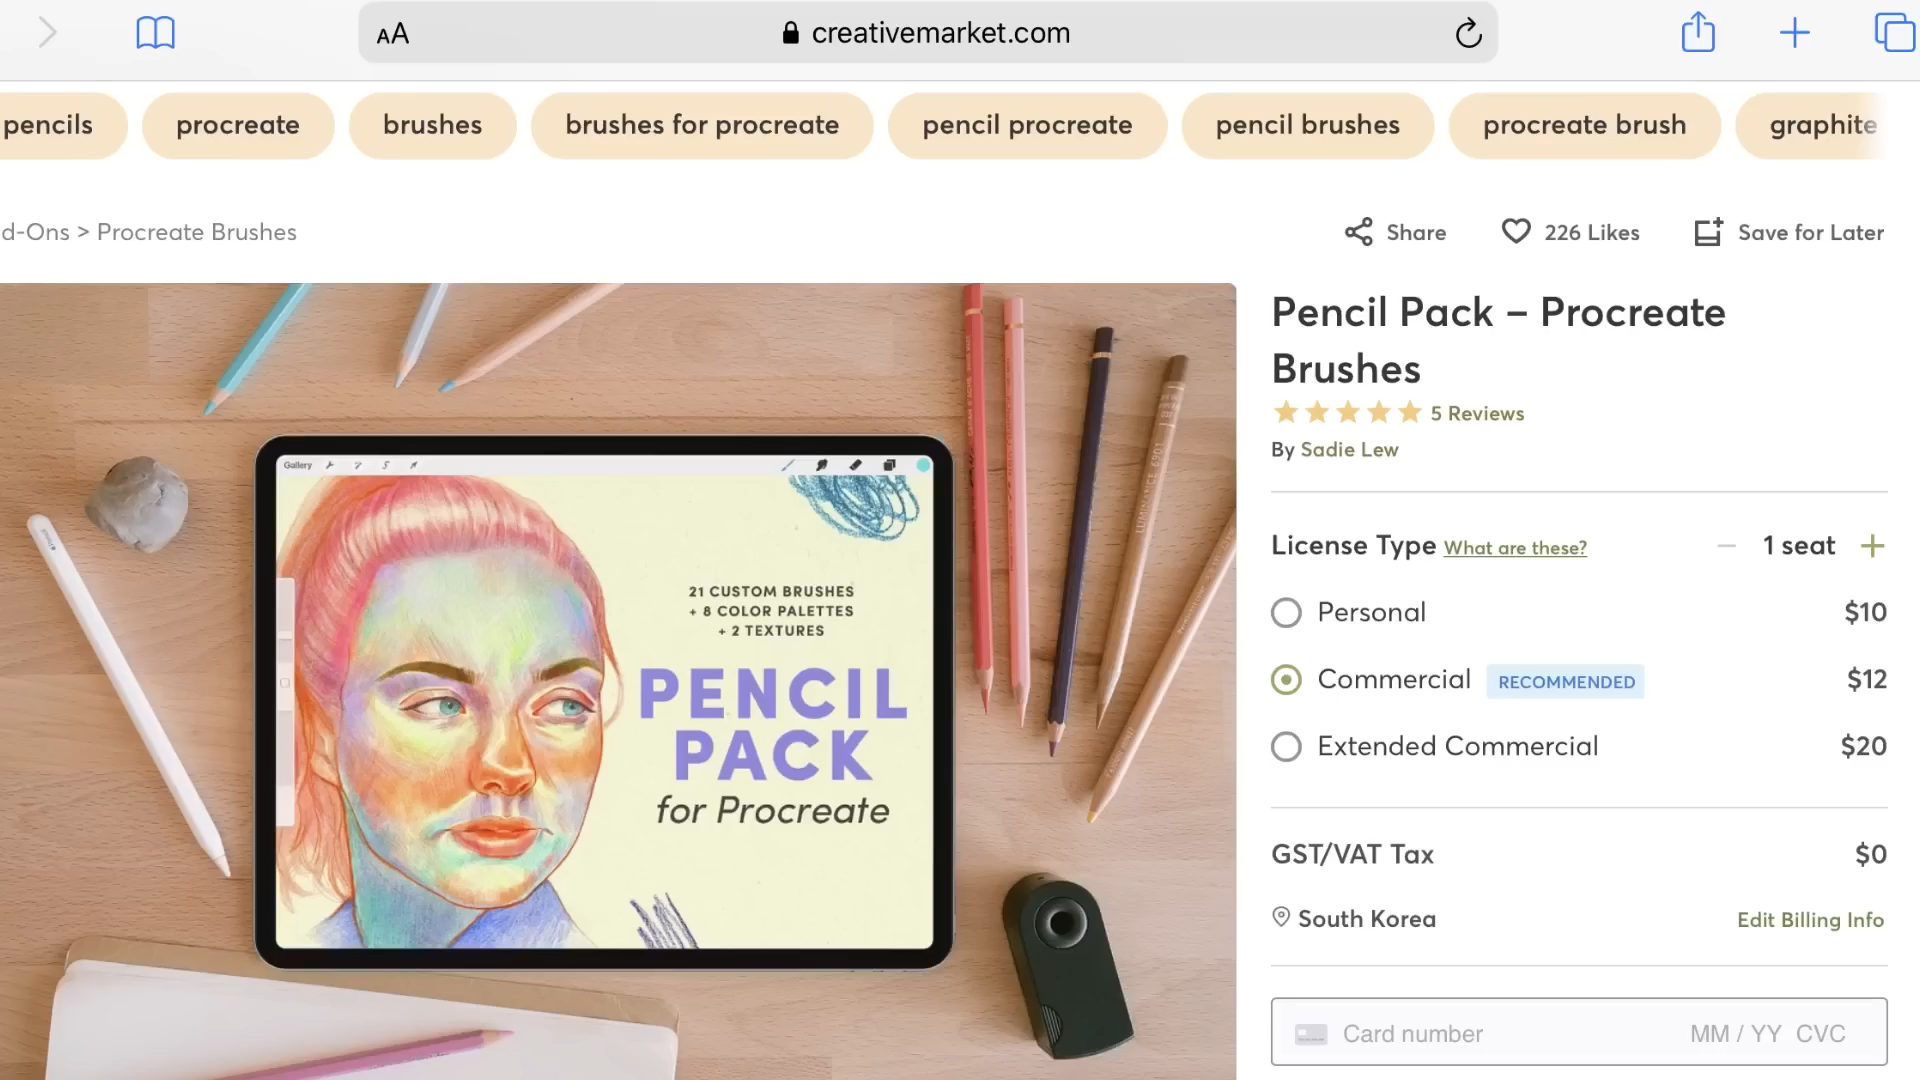 AA creativemarket.com
pencils procreate brushes brushes for procreate pencil procreate pencil brushes procreate brush graphite
d-Ons > Procreate Brushes
Share 226 Likes Save for Later
Pencil Pack – Procreate
Brushes
5 Reviews
By Sadie Lew
Gallery
21 CUSTOM BRUSHES
+ 8 COLOR PALETTES
+ 2 TEXTURES
PENCIL
PACK
for Procreate
License Type What are these? 1 seat
Personal $10
Commercial RECOMMENDED $12
Extended Commercial $20
GST/VAT Tax $0
South Korea Edit Billing Info
Card number MM / YY CVC